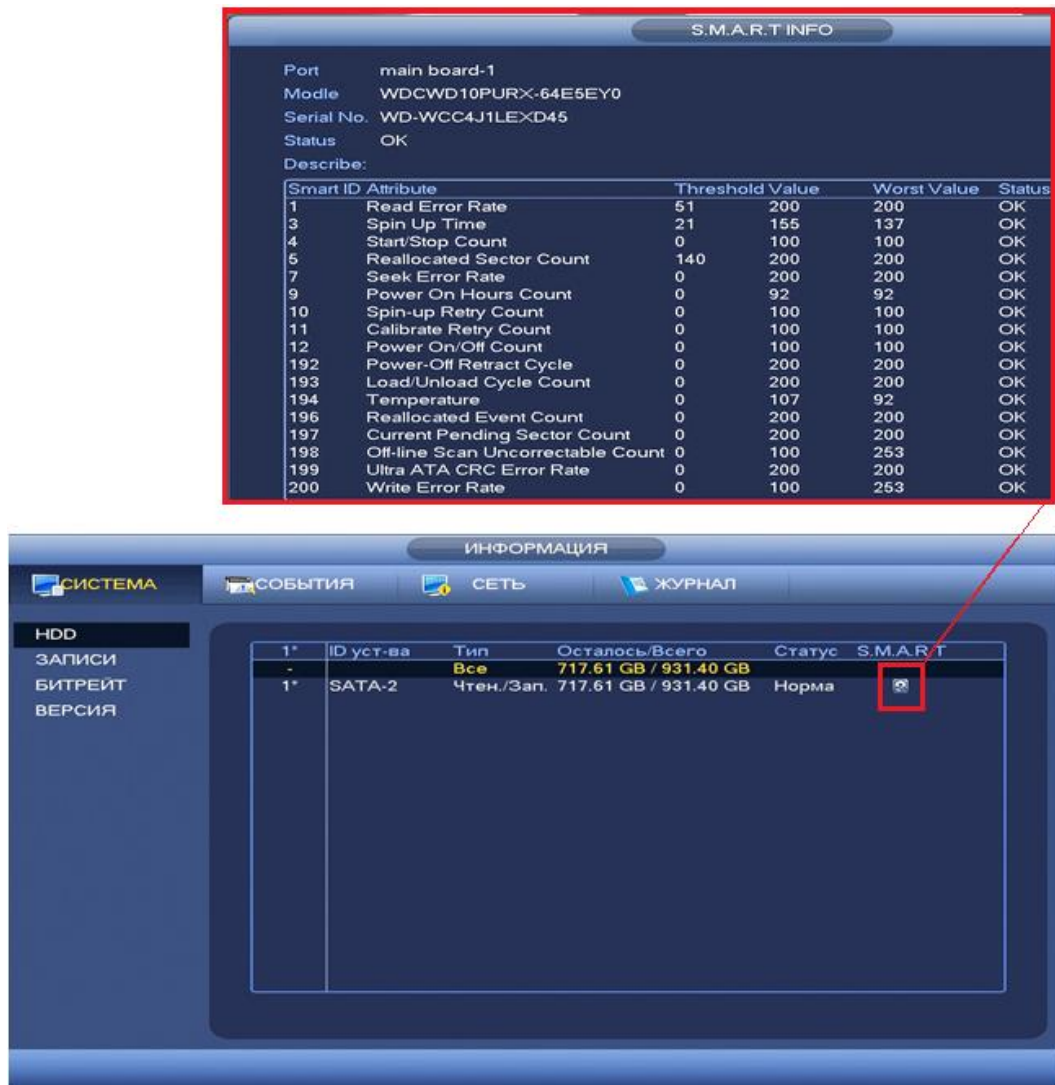 S.M.A.R.T INFO
Port main board-1
Modle WDCWD10PURX-64E5EY0
Serial No. WD-WCC4J1LEXD45
Status OK
Describe:
Smart ID Attribute Threshold Value Worst Value Status
1 Read Error Rate 51 200 200 OK
3 Spin Up Time 21 155 137 OK
4 Start/Stop Count 0 100 100 OK
5 Reallocated Sector Count 140 200 200 OK
7 Seek Error Rate 0 200 200 OK
9 Power On Hours Count 0 92 92 OK
10 Spin-up Retry Count 0 100 100 OK
11 Calibrate Retry Count 0 100 100 OK
12 Power On/Off Count 0 100 100 OK
192 Power-Off Retract Cycle 0 200 200 OK
193 Load/Unload Cycle Count 0 200 200 OK
194 Temperature 0 107 92 OK
196 Reallocated Event Count 0 200 200 OK
197 Current Pending Sector Count 0 200 200 OK
198 Off-line Scan Uncorrectable Count 0 100 253 OK
199 Ultra ATA CRC Error Rate 0 200 200 OK
200 Write Error Rate 0 100 253 OK
ИНФОРМАЦИЯ
СИСТЕМА СОБЫТИЯ СЕТЬ ЖУРНАЛ
HDD
ЗАПИСИ
БИТРЕЙТ
ВЕРСИЯ
1* ID уст-ва Тип Осталось/Всего Статус S.M.A.R.T
- Все 717.61 GB / 931.40 GB
1* SATA-2 Чтен./Зап. 717.61 GB / 931.40 GB Норма